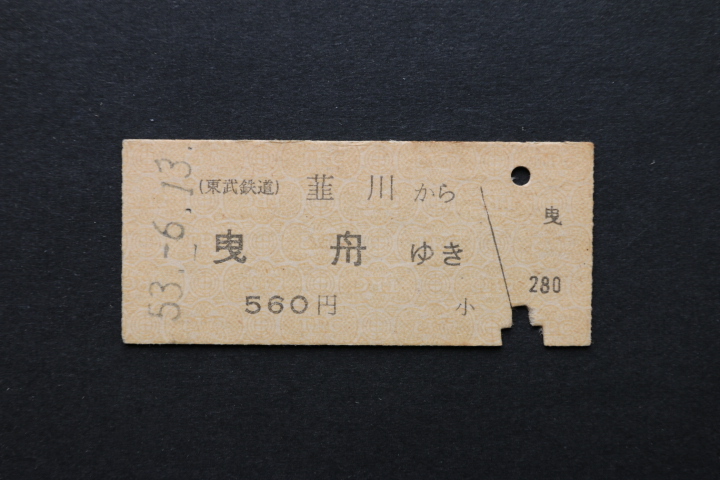 53.-6.13.
(東武鉄道) 韮川から
曳舟ゆき
560円 小
曳
280